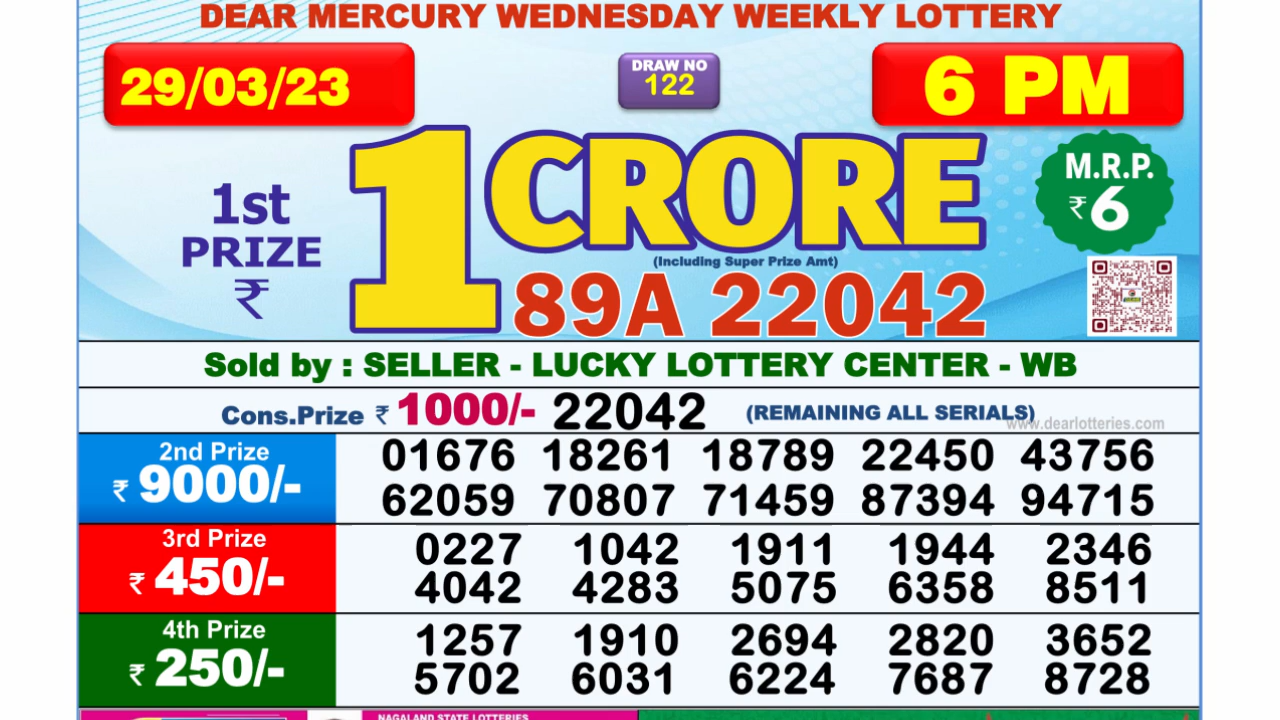 DEAR MERCURY WEDNESDAY WEEKLY LOTTERY
29/03/23
DRAW NO
122
6 PM
1st
PRIZE
₹
1 CRORE
(Including Super Prize Amt)
89A 22042
M.R.P.
₹ 6
Sold by : SELLER - LUCKY LOTTERY CENTER - WB
Cons.Prize ₹ 1000/- 22042 (REMAINING ALL SERIALS)
www.dearlotteries.com
2nd Prize
₹ 9000/-
01676 18261 18789 22450 43756
62059 70807 71459 87394 94715
3rd Prize
₹ 450/-
0227 1042 1911 1944 2346
4042 4283 5075 6358 8511
4th Prize
₹ 250/-
1257 1910 2694 2820 3652
5702 6031 6224 7687 8728
NAGALAND STATE LOTTERIES